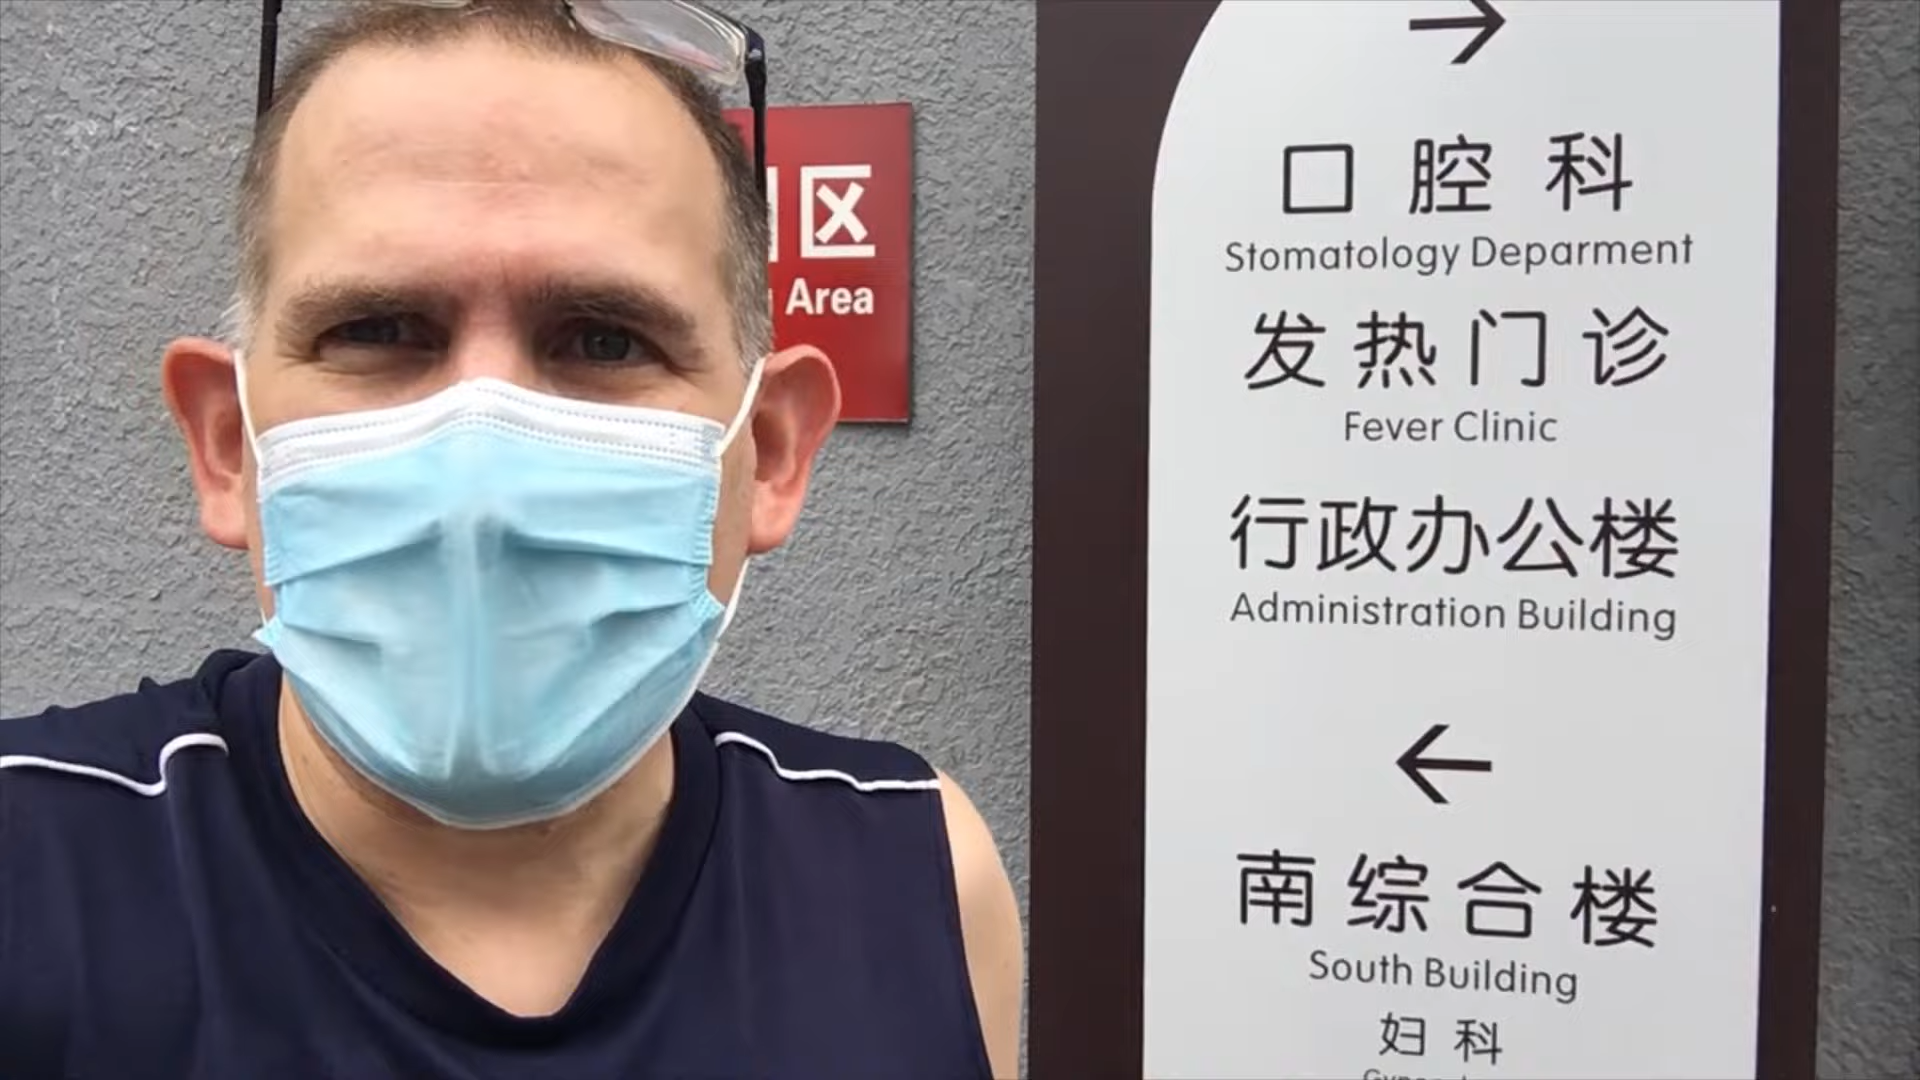 区
Area
→
口腔科
Stomatology Deparment
发热门诊
Fever Clinic
行政办公楼
Administration Building
←
南综合楼
South Building
妇科